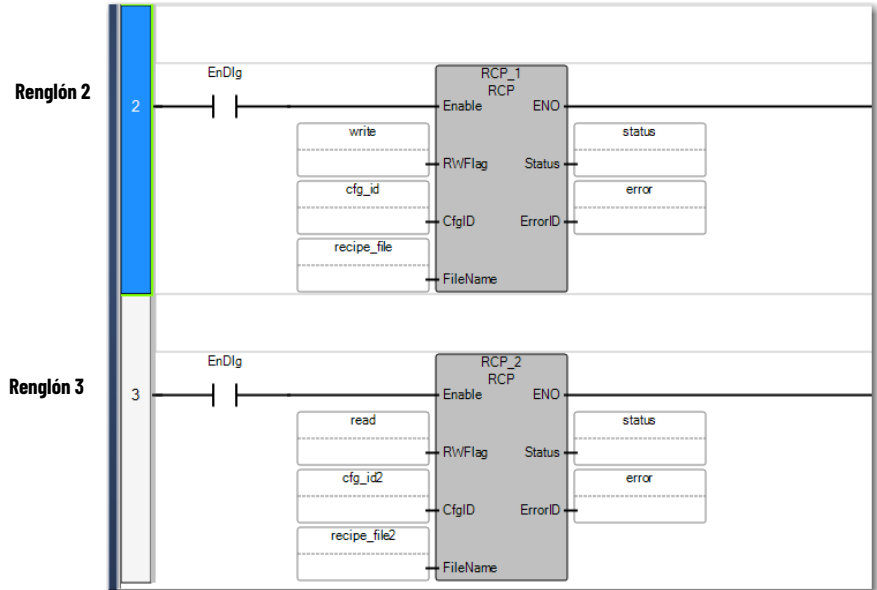 EnDlg
RCP_1
RCP
Renglón 2
2
Enable
ENO
write
status
RWFlag
Status
cfg_id
error
CfgID
ErrorID
recipe_file
FileName
EnDlg
RCP_2
RCP
Renglón 3
3
Enable
ENO
read
status
RWFlag
Status
cfg_id2
error
CfgID
ErrorID
recipe_file2
FileName